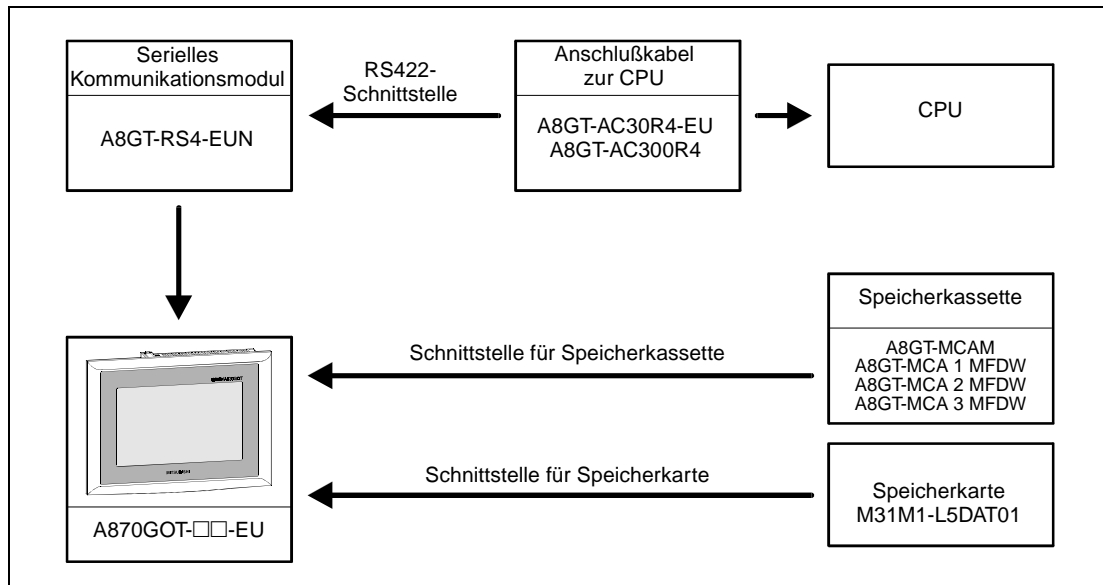 Serielles
Kommunikationsmodul
A8GT-RS4-EUN
RS422-
Schnittstelle
Anschlußkabel
zur CPU
A8GT-AC30R4-EU
A8GT-AC300R4
CPU
Speicherkassette
A8GT-MCAM
A8GT-MCA 1 MFDW
A8GT-MCA 2 MFDW
A8GT-MCA 3 MFDW
Schnittstelle für Speicherkassette
Schnittstelle für Speicherkarte
Speicherkarte
M31M1-L5DAT01
A870GOT-□□-EU